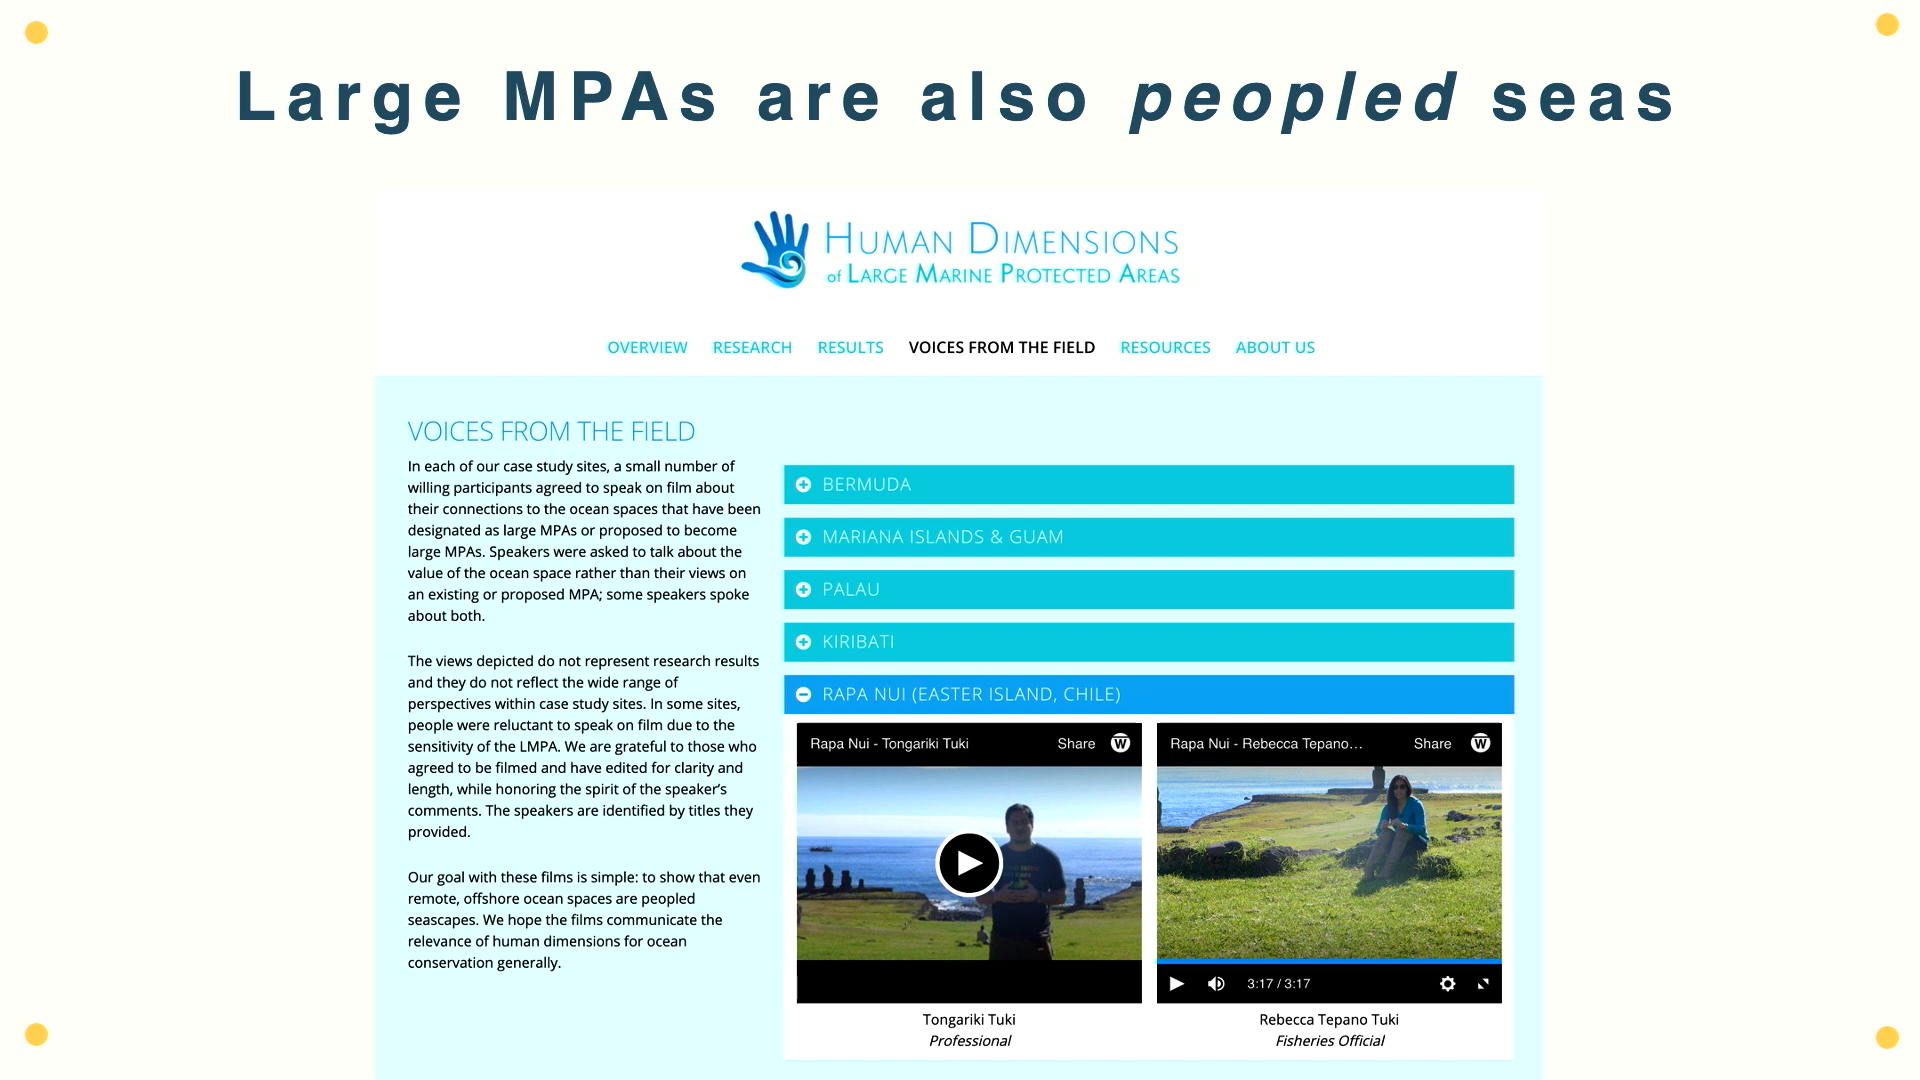 Large MPAs are also peopled seas
HUMAN DIMENSIONS
of LARGE MARINE PROTECTED AREAS
OVERVIEW RESEARCH RESULTS VOICES FROM THE FIELD RESOURCES ABOUT US
VOICES FROM THE FIELD
In each of our case study sites, a small number of
willing participants agreed to speak on film about
their connections to the ocean spaces that have been
designated as large MPAs or proposed to become
large MPAs. Speakers were asked to talk about the
value of the ocean space rather than their views on
an existing or proposed MPA; some speakers spoke
about both.
The views depicted do not represent research results
and they do not reflect the wide range of
perspectives within case study sites. In some sites,
people were reluctant to speak on film due to the
sensitivity of the LMPA. We are grateful to those who
agreed to be filmed and have edited for clarity and
length, while honoring the spirit of the speaker's
comments. The speakers are identified by titles they
provided.
Our goal with these films is simple: to show that even
remote, offshore ocean spaces are peopled
seascapes. We hope the films communicate the
relevance of human dimensions for ocean
conservation generally.
BERMUDA
MARIANA ISLANDS & GUAM
PALAU
KIRIBATI
RAPA NUI (EASTER ISLAND, CHILE)
Rapa Nui - Tongariki Tuki Share W
Rapa Nui - Rebecca Tepano... Share W
3:17 / 3:17
Tongariki Tuki
Professional
Rebecca Tepano Tuki
Fisheries Official